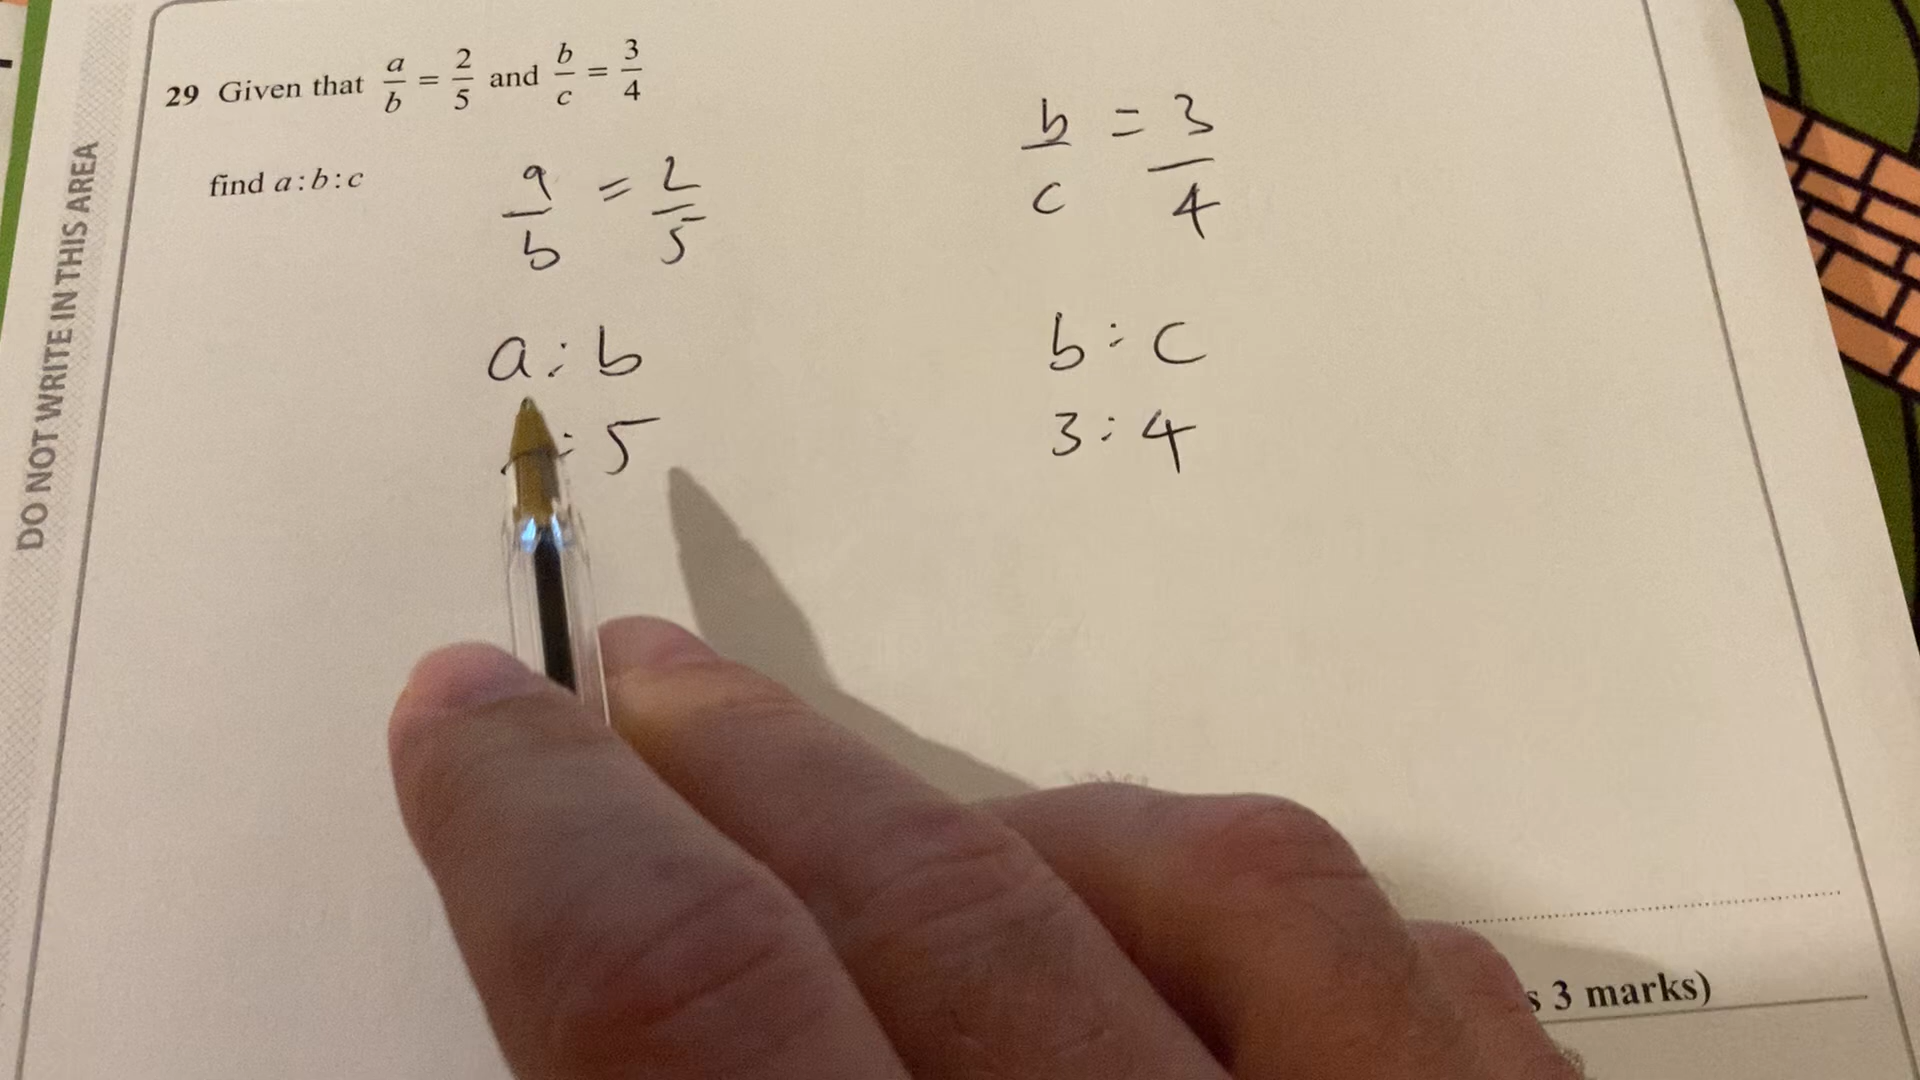 DO NOT WRITE IN THIS AREA
29 Given that a/b = 2/5 and b/c = 3/4
find a : b : c
a/b = 2/5
b/c = 3/4
a : b
b : c
: 5
3 : 4
s 3 marks)